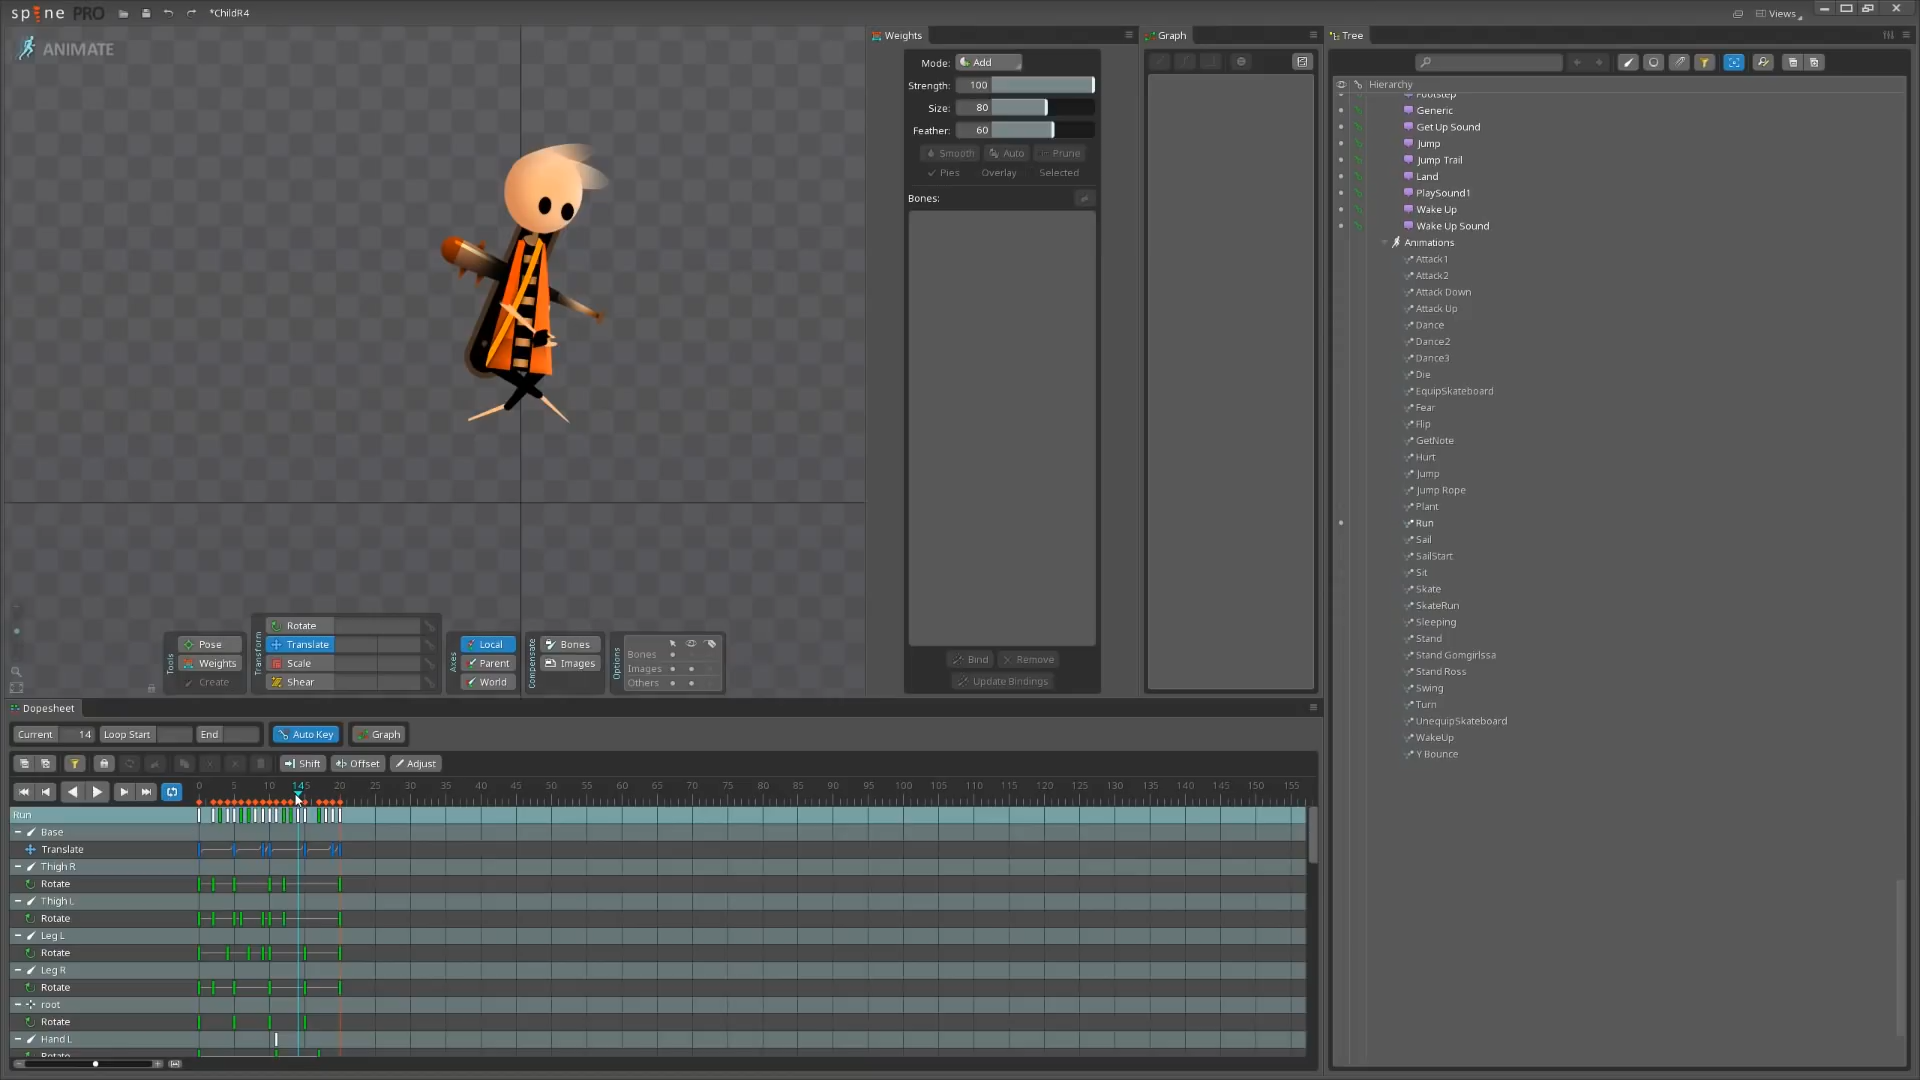 spine PRO *ChildR4 Views
ANIMATE
Weights
Mode: Add
Strength: 100
Size: 80
Feather: 60
Smooth Auto Prune
Pies Overlay Selected
Bones:
Bind Remove
Update Bindings
Graph
Tree
Hierarchy
Footstep
Generic
Get Up Sound
Jump
Jump Trail
Land
PlaySound1
Wake Up
Wake Up Sound
Animations
Attack1
Attack2
Attack Down
Attack Up
Dance
Dance2
Dance3
Die
EquipSkateboard
Fear
Flip
GetNote
Hurt
Jump
Jump Rope
Plant
Run
Sail
SailStart
Sit
Skate
SkateRun
Sleeping
Stand
Stand Gomgirlssa
Stand Ross
Swing
Turn
UnequipSkateboard
WakeUp
Y Bounce
Tools
Pose
Weights
Create
Transform
Rotate
Translate
Scale
Shear
Axes
Local
Parent
World
Compensate
Bones
Images
Options
Bones
Images
Others
Dopesheet
Current 14 Loop Start End Auto Key Graph
Shift Offset Adjust
0 5 10 14 15 20 25 30 35 40 45 50 55 60 65 70 75 80 85 90 95 100 105 110 115 120 125 130 135 140 145 150 155
Run
Base
Translate
Thigh R
Rotate
Thigh L
Rotate
Leg L
Rotate
Leg R
Rotate
root
Rotate
Hand L
Rotate